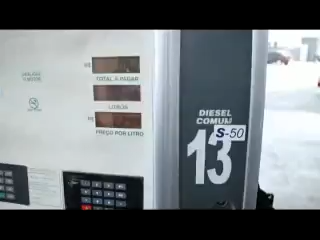 R$
TOTAL A PAGAR
LITROS
R$
PREÇO POR LITRO
DIESEL
COMUM
S-50
13